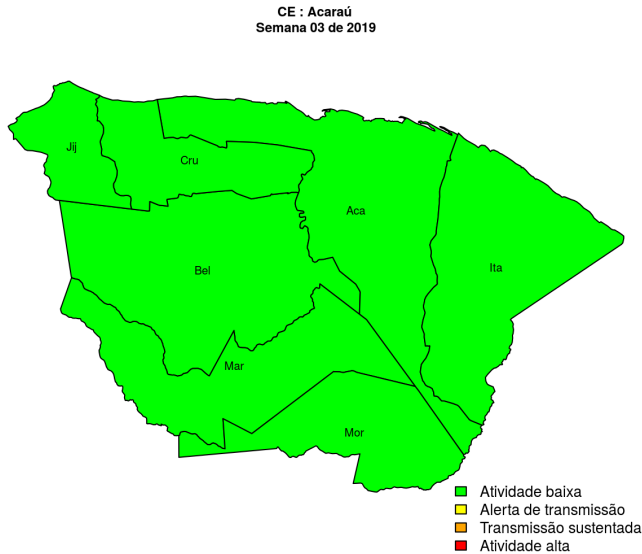 CE : Acaraú
Semana 03 de 2019
Jij
Cru
Aca
Bel
Ita
Mar
Mor
Atividade baixa
Alerta de transmissão
Transmissão sustentada
Atividade alta